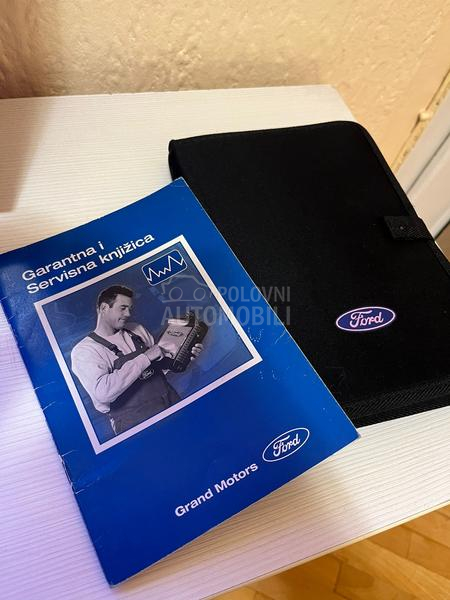 Garantna i
Servisna knjižica
POLOVNI
AUTOMOBILI
Ford
Grand Motors
Ford